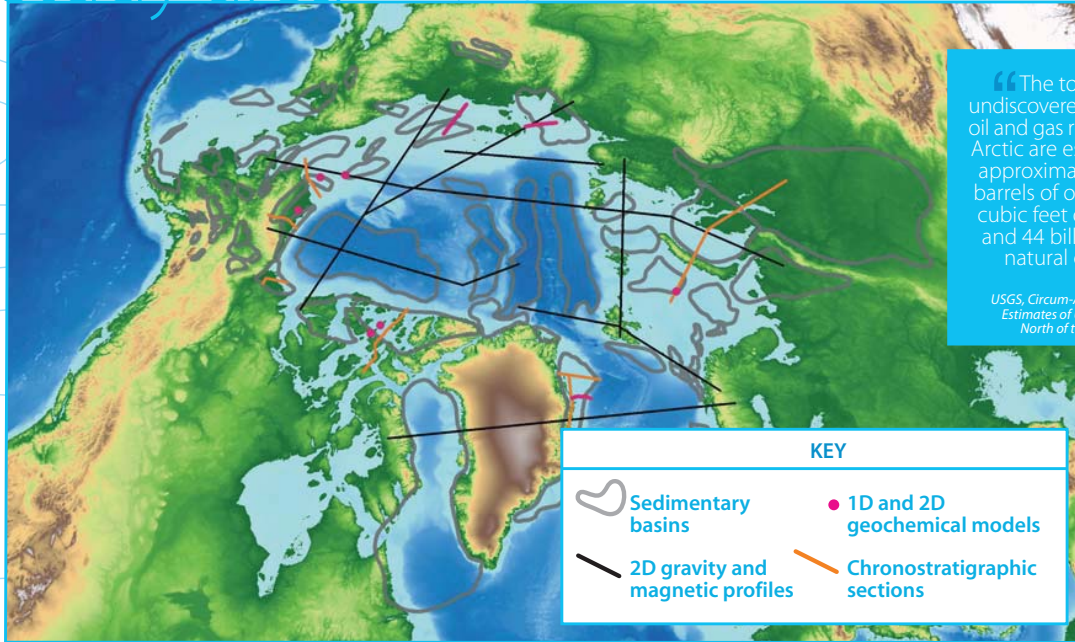 “ The to
undiscovere
oil and gas r
Arctic are es
approxima
barrels of o
cubic feet
and 44 bill
natural
USGS, Circum-A
Estimates of
North of t
KEY
Sedimentary
basins
1D and 2D
geochemical models
2D gravity and
magnetic profiles
Chronostratigraphic
sections